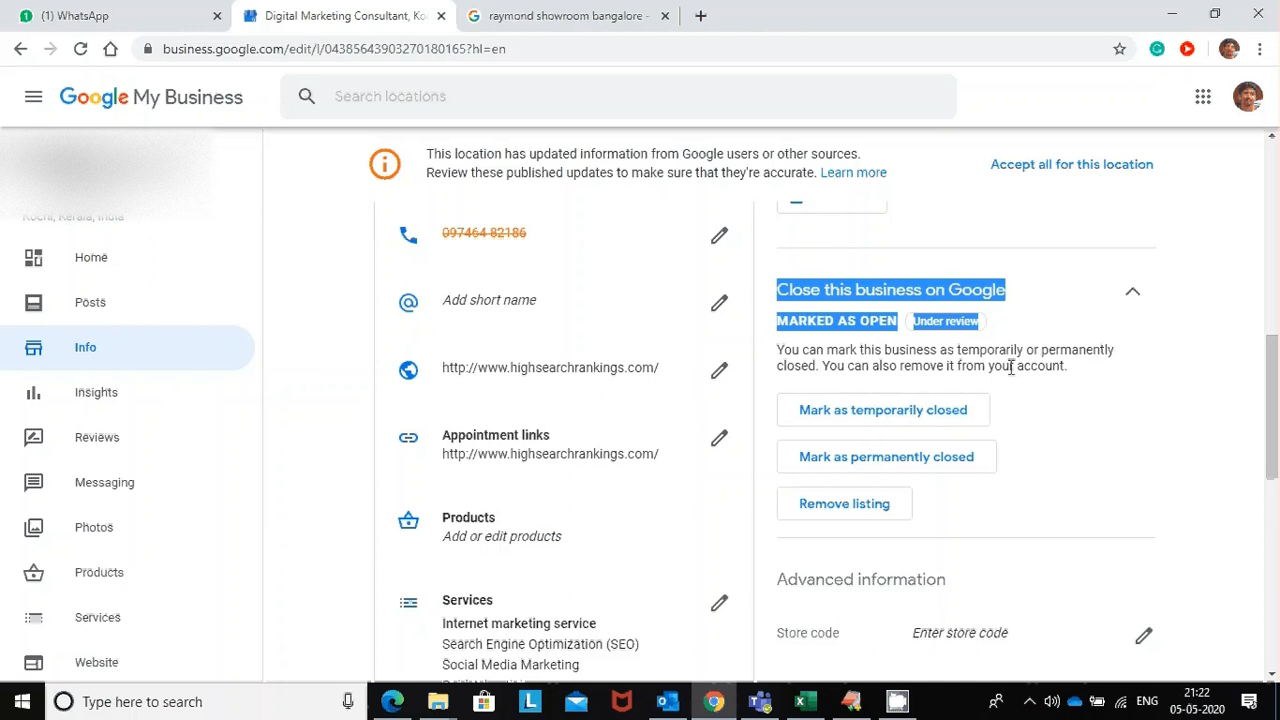 (1) WhatsApp
Digital Marketing Consultant, Ko
raymond showroom bangalore -
business.google.com/edit/l/04385643903270180165?hl=en
Google My Business
Search locations
This location has updated information from Google users or other sources.
Review these published updates to make sure that they're accurate. Learn more
Accept all for this location
Kochi, Kerala, India
Home
Posts
Info
Insights
Reviews
Messaging
Photos
Products
Services
Website
097464 82186
Add short name
http://www.highsearchrankings.com/
Appointment links
http://www.highsearchrankings.com/
Products
Add or edit products
Services
Internet marketing service
Search Engine Optimization (SEO)
Social Media Marketing
Close this business on Google
MARKED AS OPEN Under review
You can mark this business as temporarily or permanently
closed. You can also remove it from your account.
Mark as temporarily closed
Mark as permanently closed
Remove listing
Advanced information
Store code Enter store code
Type here to search
ENG
21:22
05-05-2020